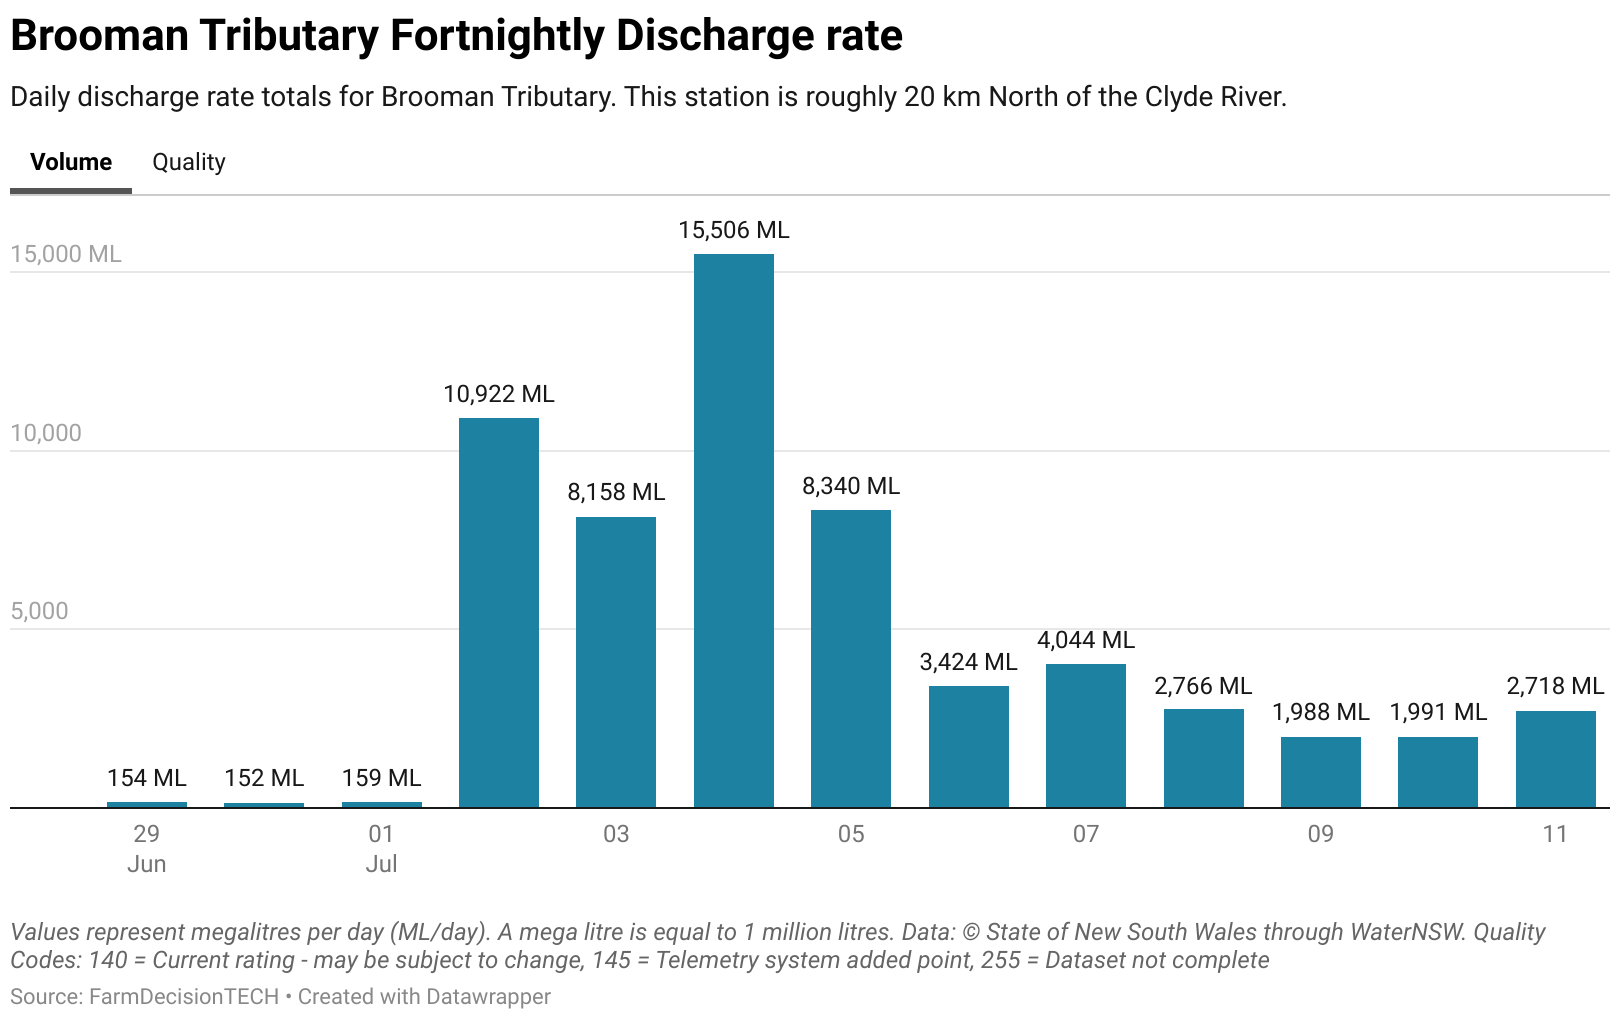 Brooman Tributary Fortnightly Discharge rate
Daily discharge rate totals for Brooman Tributary. This station is roughly 20 km North of the Clyde River.
Volume Quality
15,506 ML
15,000 ML
10,922 ML
10,000
8,158 ML
8,340 ML
5,000
4,044 ML
3,424 ML
2,766 ML
2,718 ML
1,988 ML
1,991 ML
154 ML
152 ML
159 ML
29 01 03 05 07 09 11
Jun Jul
Values represent megalitres per day (ML/day). A mega litre is equal to 1 million litres. Data: © State of New South Wales through WaterNSW. Quality
Codes: 140 = Current rating - may be subject to change, 145 = Telemetry system added point, 255 = Dataset not complete
Source: FarmDecisionTECH • Created with Datawrapper